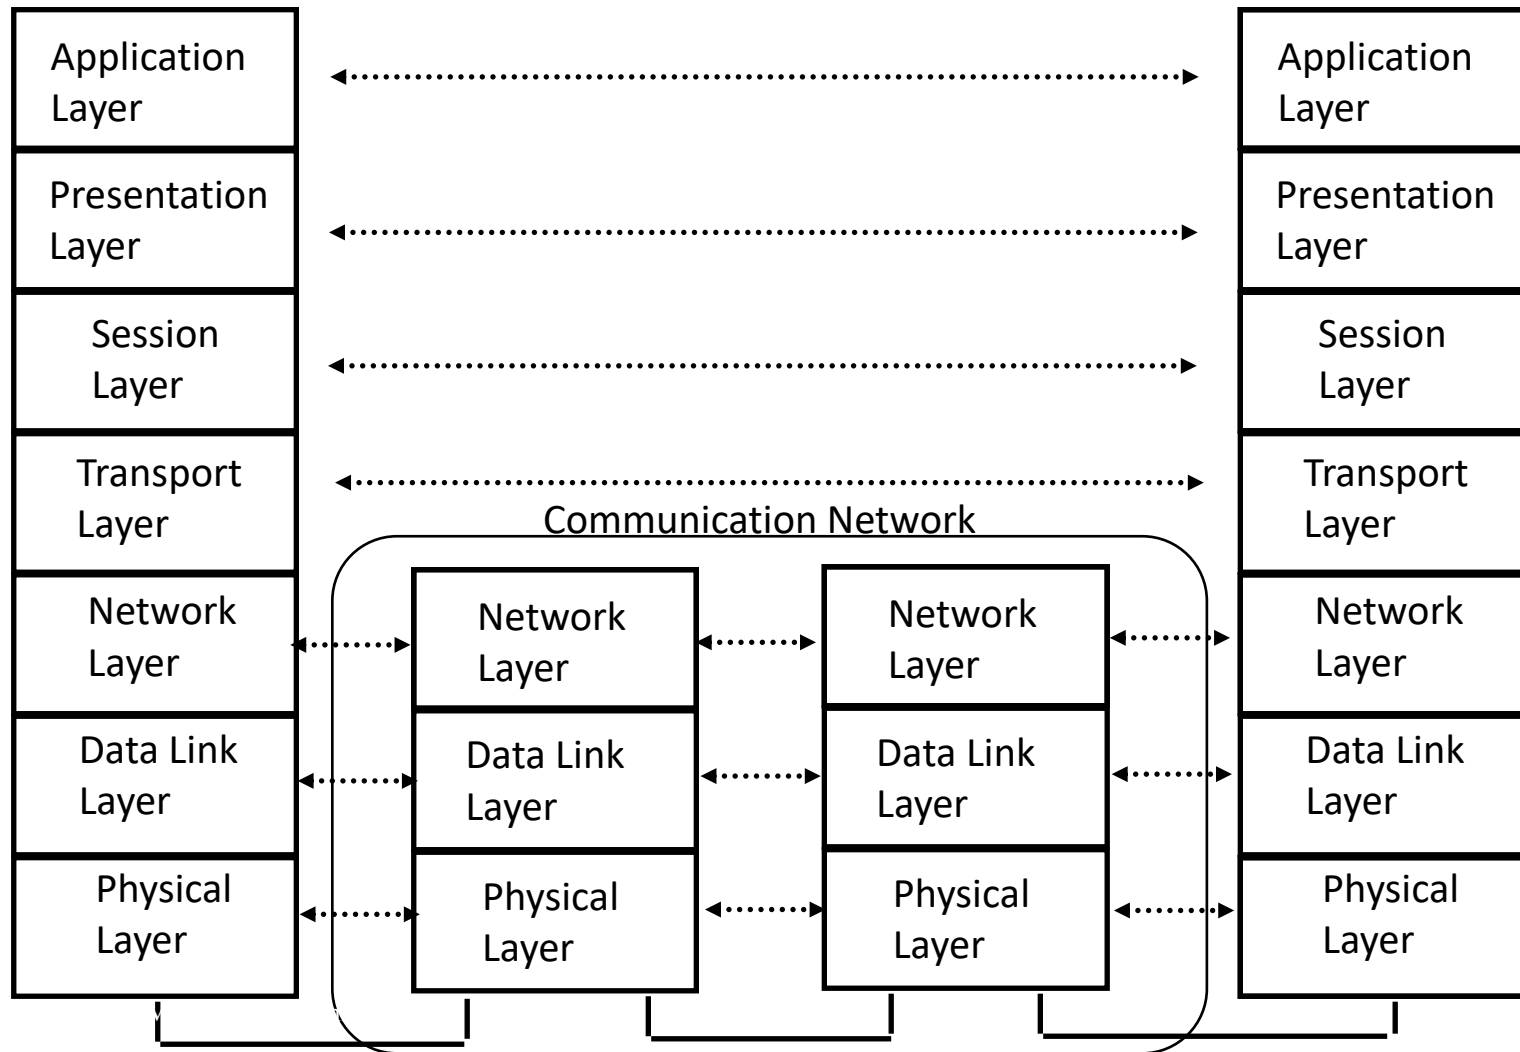 Application
Layer
Presentation
Layer
Session
Layer
Transport
Layer
Network
Layer
Data Link
Layer
Physical
Layer
Communication Network
Network
Layer
Data Link
Layer
Physical
Layer
Network
Layer
Data Link
Layer
Physical
Layer
Application
Layer
Presentation
Layer
Session
Layer
Transport
Layer
Network
Layer
Data Link
Layer
Physical
Layer